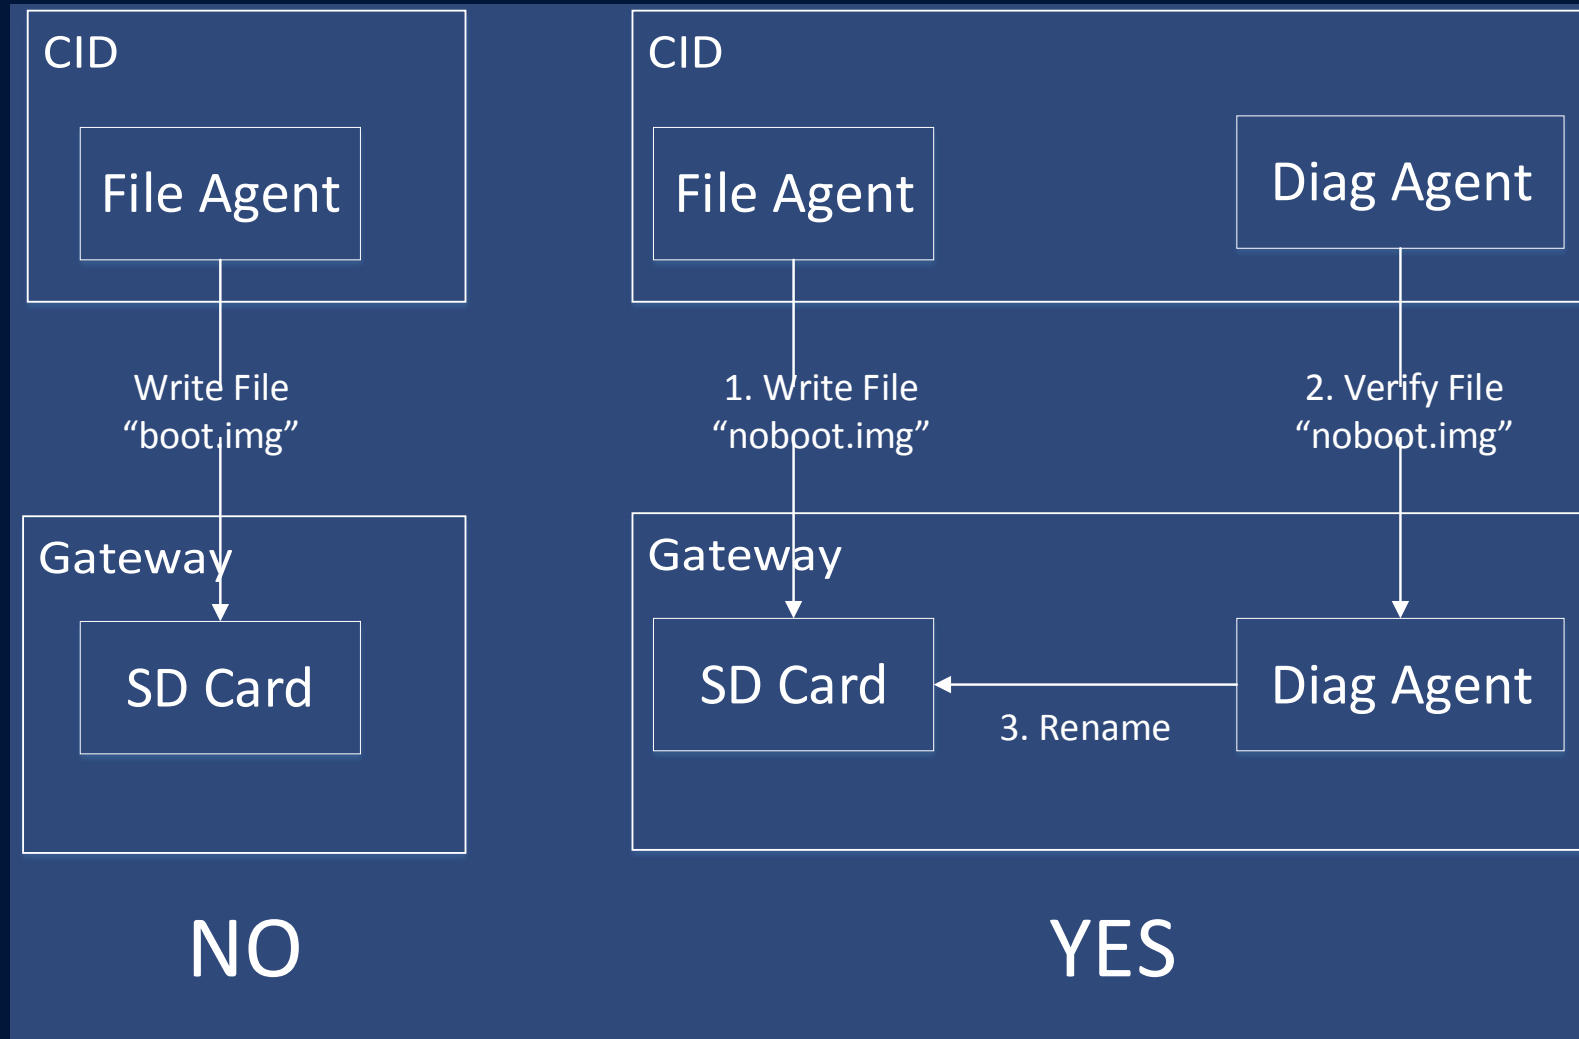 CID
File Agent
Write File
“boot.img”
Gateway
SD Card
NO
CID
File Agent
Diag Agent
1. Write File
“noboot.img”
2. Verify File
“noboot.img”
Gateway
SD Card
3. Rename
Diag Agent
YES